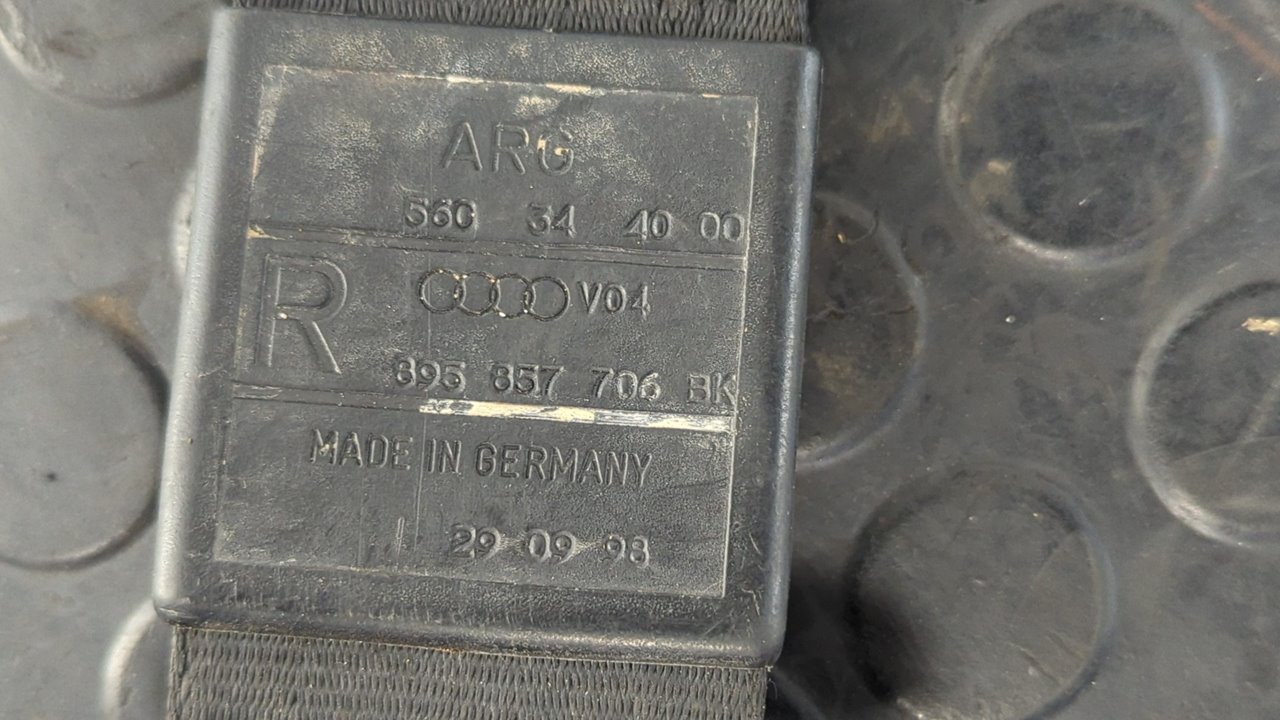 ARG
560 34 40 00
R
V04
895 857 706 BK
MADE IN GERMANY
29 09 98